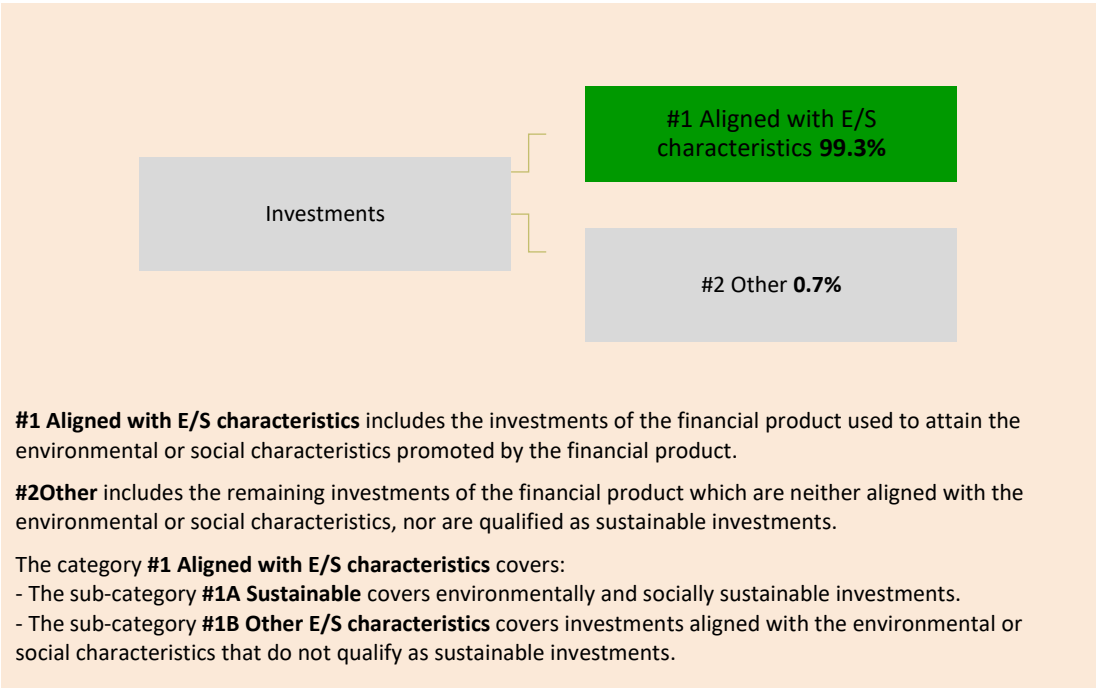 #1 Aligned with E/S
characteristics 99.3%
Investments
#2 Other 0.7%
#1 Aligned with E/S characteristics includes the investments of the financial product used to attain the
environmental or social characteristics promoted by the financial product.
#2Other includes the remaining investments of the financial product which are neither aligned with the
environmental or social characteristics, nor are qualified as sustainable investments.
The category #1 Aligned with E/S characteristics covers:
- The sub-category #1A Sustainable covers environmentally and socially sustainable investments.
- The sub-category #1B Other E/S characteristics covers investments aligned with the environmental or
social characteristics that do not qualify as sustainable investments.